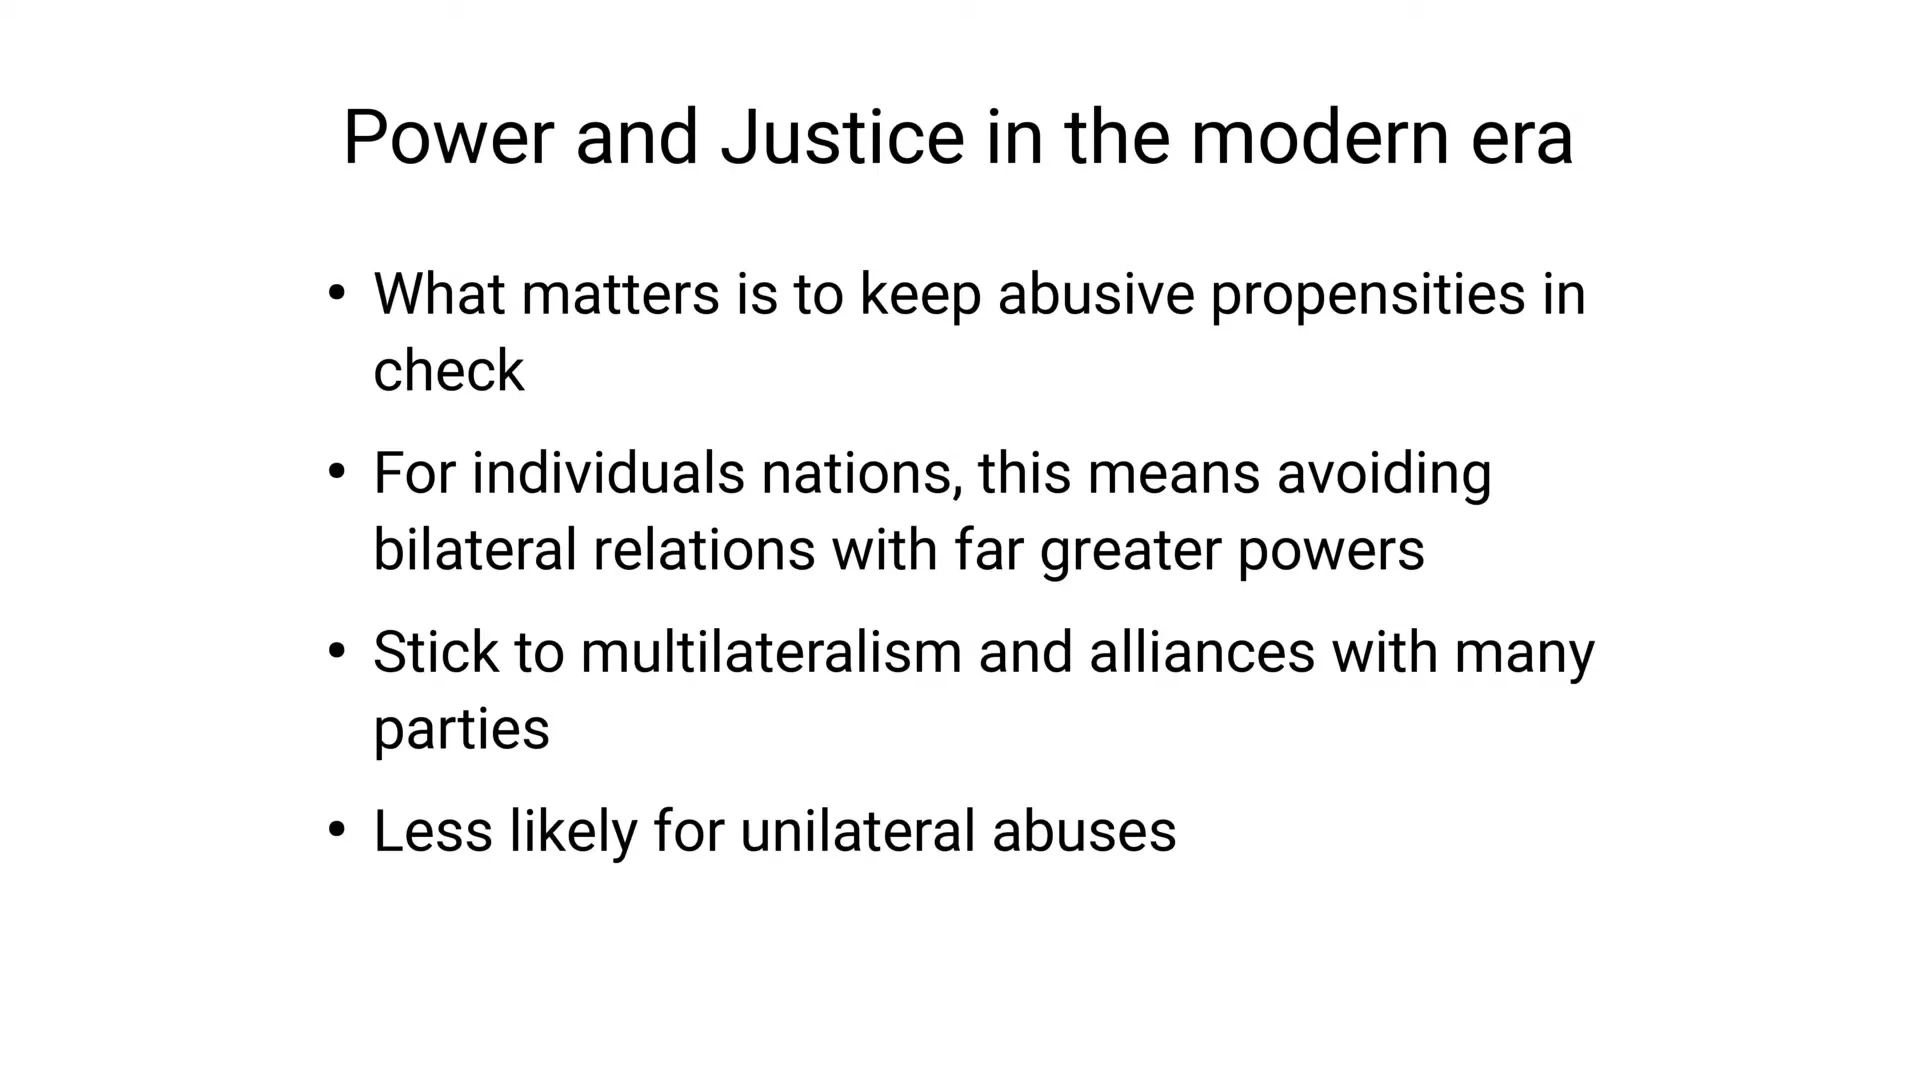 Power and Justice in the modern era
• What matters is to keep abusive propensities in
check
• For individuals nations, this means avoiding
bilateral relations with far greater powers
• Stick to multilateralism and alliances with many
parties
• Less likely for unilateral abuses